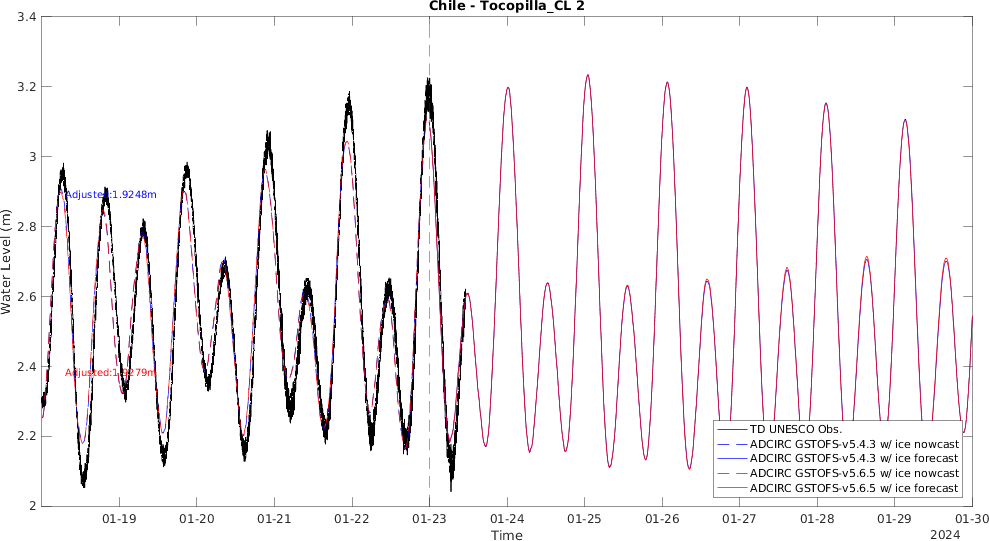 Chile - Tocopilla_CL 2
Water Level (m)
3.4
3.2
3
2.8
2.6
2.4
2.2
2
Adjusted:1.9248m
Adjusted:1.9279m
TD UNESCO Obs.
ADCIRC GSTOFS-v5.4.3 w/ ice nowcast
ADCIRC GSTOFS-v5.4.3 w/ ice forecast
ADCIRC GSTOFS-v5.6.5 w/ ice nowcast
ADCIRC GSTOFS-v5.6.5 w/ ice forecast
01-19 01-20 01-21 01-22 01-23 01-24 01-25 01-26 01-27 01-28 01-29 01-30
Time
2024